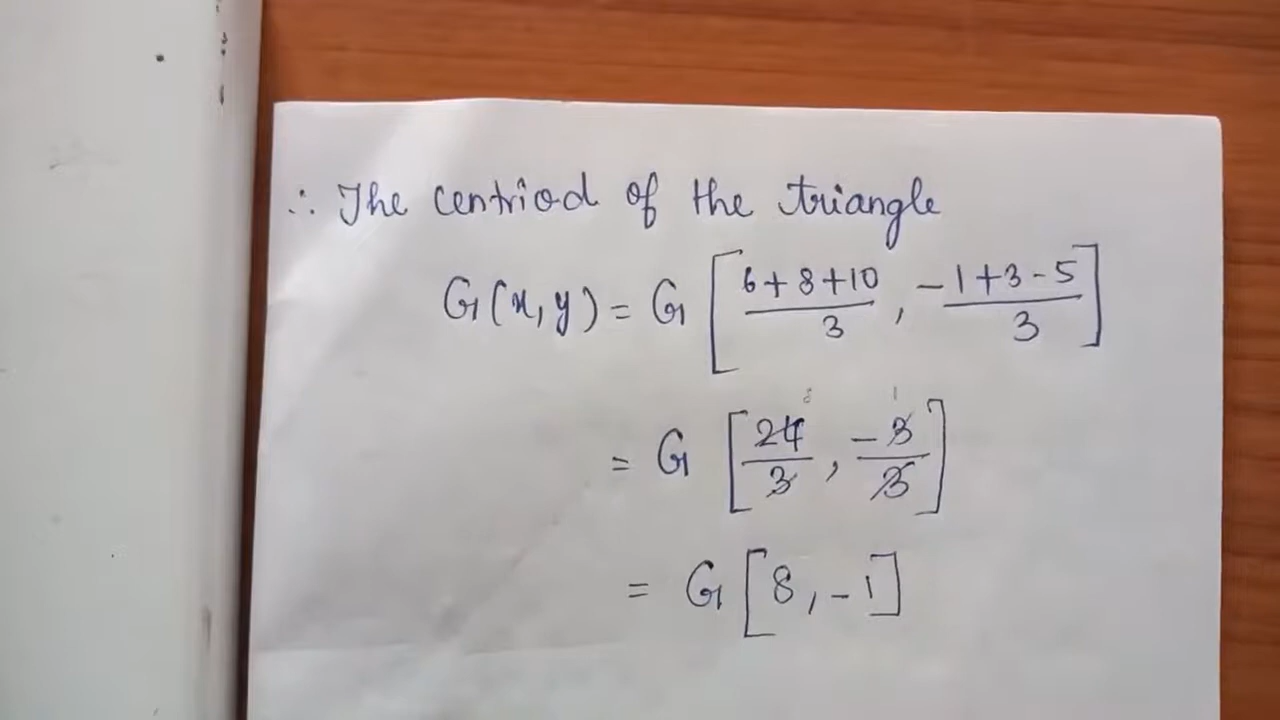 ∴ The centriod of the triangle
G(x,y) = G [ (6+8+10)/3 , (-1+3-5)/3 ]
= G [ 24/3 , -3/3 ]
= G [8, -1]